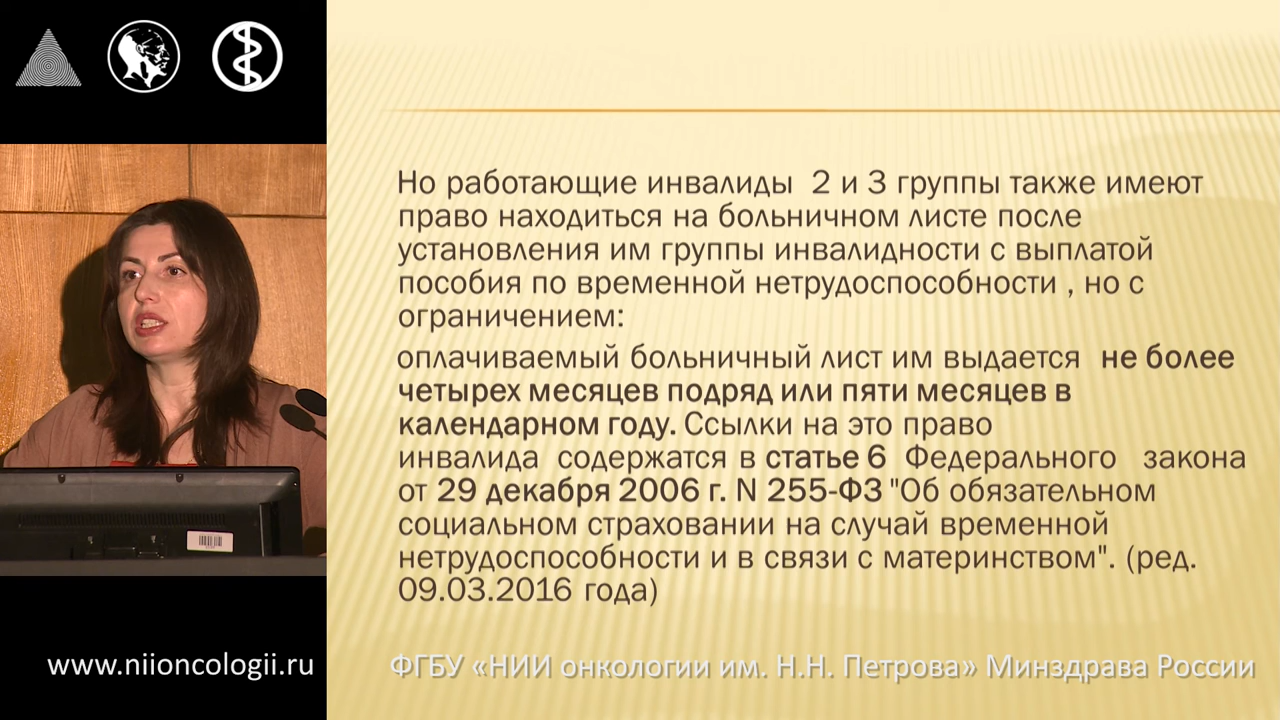 Но работающие инвалиды 2 и 3 группы также имеют
право находиться на больничном листе после
установления им группы инвалидности с выплатой
пособия по временной нетрудоспособности , но с
ограничением:
оплачиваемый больничный лист им выдается не более
четырех месяцев подряд или пяти месяцев в
календарном году. Ссылки на это право
инвалида содержатся в статье 6 Федерального закона
от 29 декабря 2006 г. N 255-ФЗ "Об обязательном
социальном страховании на случай временной
нетрудоспособности и в связи с материнством". (ред.
09.03.2016 года)
www.niioncologii.ru
ФГБУ «НИИ онкологии им. Н.Н. Петрова» Минздрава России